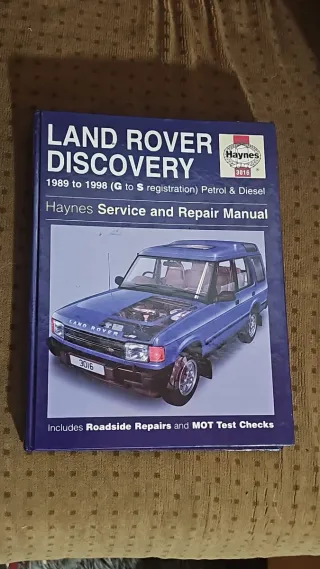 LAND ROVER
DISCOVERY
Haynes
3016
1989 to 1998 (G to S registration) Petrol & Diesel
Haynes Service and Repair Manual
LAND ROVER
3016
Includes Roadside Repairs and MOT Test Checks